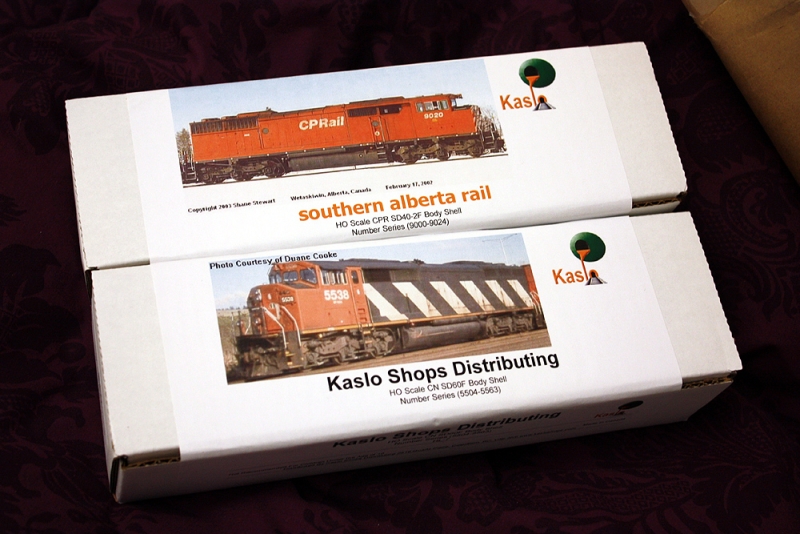 Kaslo
CPRail
9020
Copyright 2003 Shane Stewart Wetaskiwin, Alberta, Canada February 17, 2002
southern alberta rail
HO Scale CPR SD40-2F Body Shell
Number Series (9000-9024)
Photo Courtesy of Duane Cooke
Kaslo
5538
5538
Kaslo Shops Distributing
HO Scale CN SD60F Body Shell
Number Series (5504-5563)
Kaslo Shops Distributing